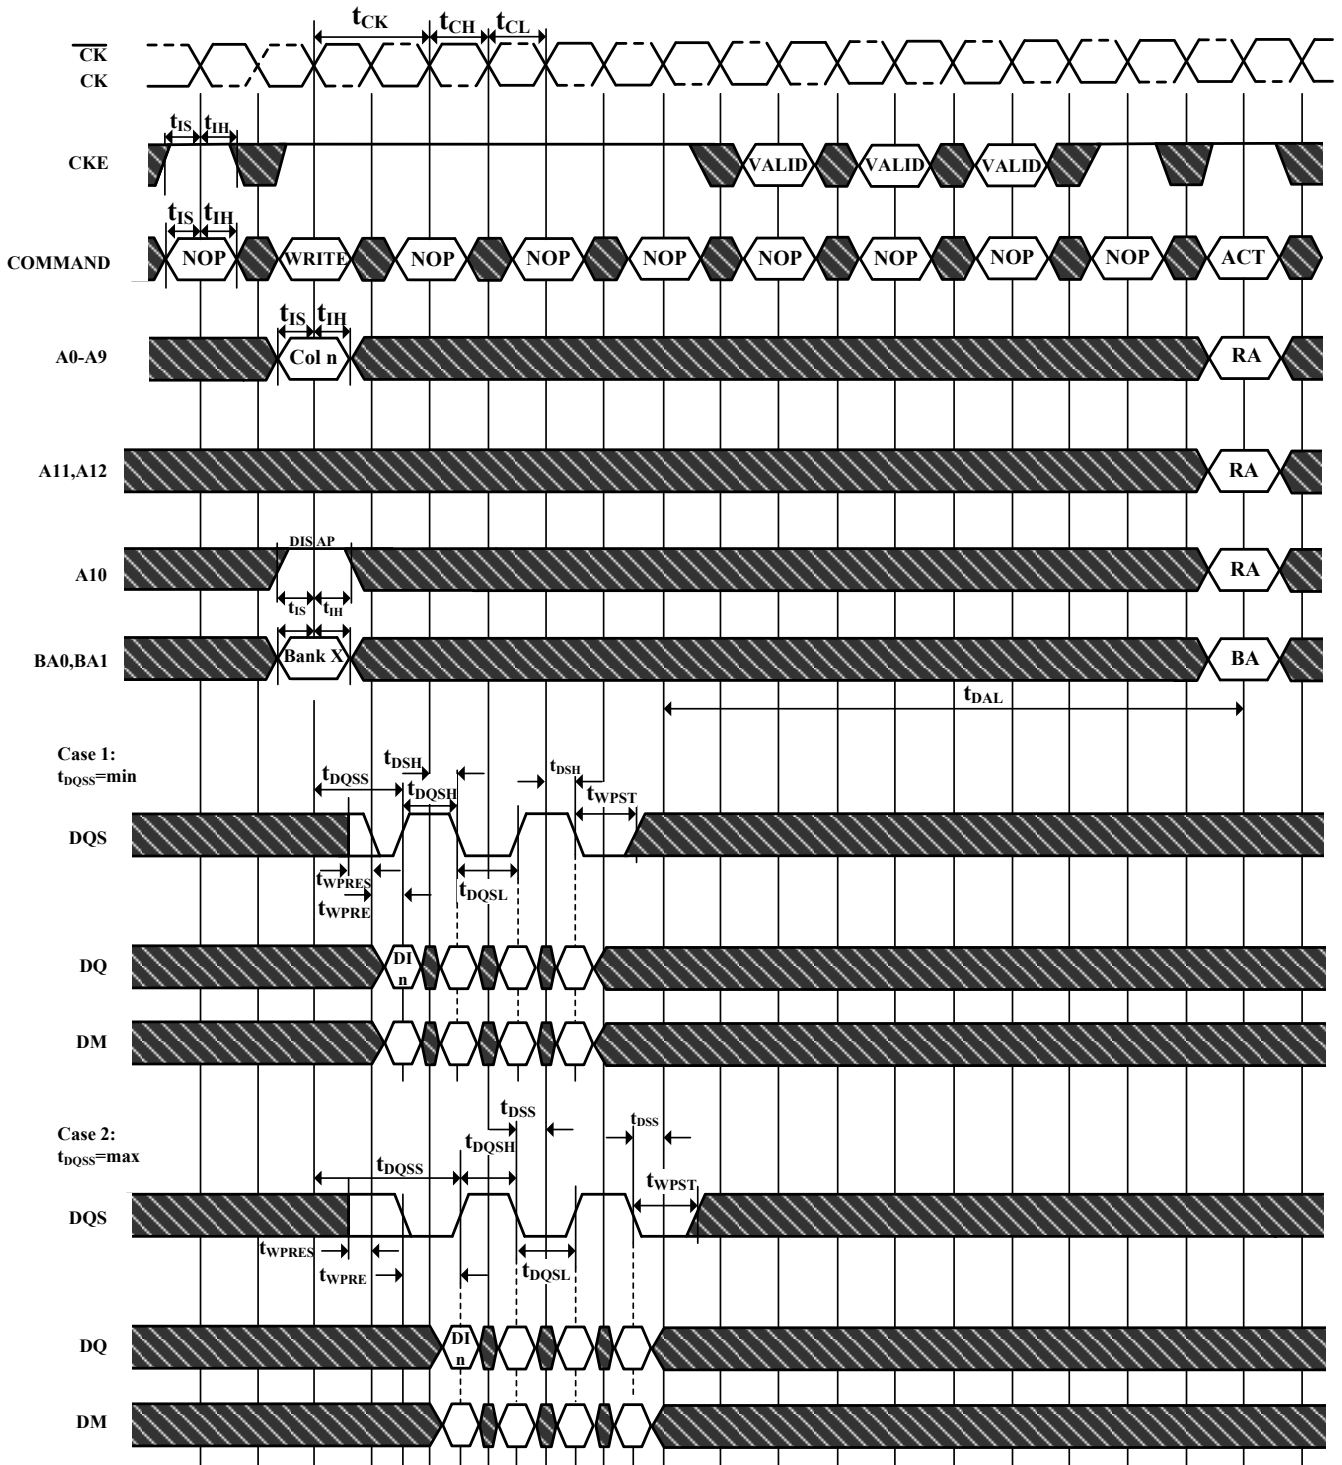 tCK tCH tCL
CK
CK
tIS tIH
CKE VALID VALID VALID
tIS tIH
COMMAND NOP WRITE NOP NOP NOP NOP NOP NOP NOP ACT
tIS tIH
A0-A9 Col n RA
A11,A12 RA
DIS AP
A10 RA
tIS tIH
BA0,BA1 Bank X BA
tDAL
Case 1:
tDQSS=min
tDQSS tDSH tDQSH tDSH tWPST
DQS
tWPRES tDQSL
tWPRE
DQ DI
n
DM
Case 2:
tDQSS=max
tDSS tDSS
tDQSH
tDQSS tWPST
DQS
tWPRES tWPRE tDQSL
DQ DI
n
DM